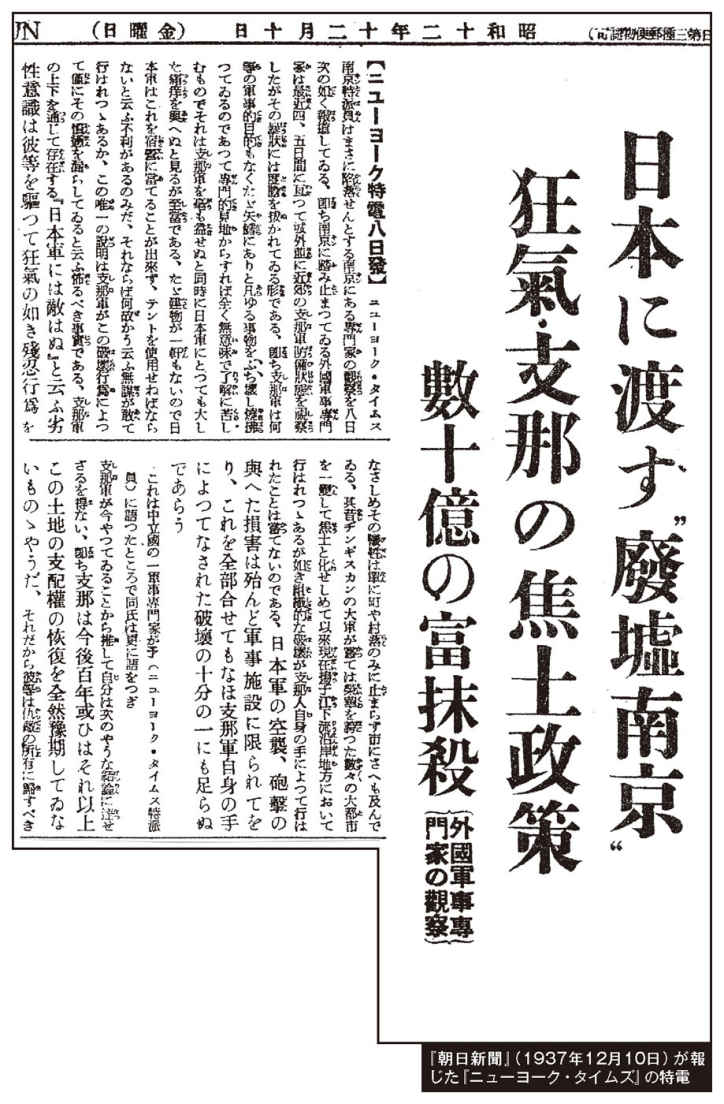 第三種郵便物認可）
昭和十二年十二月十日
（金曜日）
日本に渡す〝廢墟南京〟
狂氣・支那の焦土政策
數十億の富抹殺
｛外國軍事專
門家の觀察｝
【ニューヨーク特電八日發】ニューヨーク・タイムス
南京特派員はまさに陷落せんとする南京にある專門家の觀察を八日
次の如く報道してゐる、卽ち南京に踏み止まつてゐる外國軍事專門
家は最近四、五日間に亙つて城外並に近郊の支那軍防備狀態を視察
したがその暴狀には度膽を拔かれてゐる形である、卽ち支那軍は何
等の軍事的目的もなくたゞ矢鱈にありと凡ゆる事物をぶち壞し燒拂
つてゐるのであつて專門的見地からすれば全く無意味で了解に苦し
むものでそれは支那軍を毫も益せぬと同時に日本軍にとつても大し
た痛痒を與へぬと見るが至當である、たゞ建物が一軒もないので日
本軍はこれを宿營に當てることが出來ず、テントを使用せねばなら
ないと云ふ不利があるのみだ、それならば何故かう云ふ無謀が敢て
行はれつゝあるか、この唯一の說明は支那軍がこの破壞行爲によつ
て僅にその憤懣を洩らしてゐると云ふ怖るべき事實である、支那軍
の上下を通じて存在する『日本軍には敵はぬ』と云ふ劣
性意識は彼等を驅つて狂氣の如き殘忍行爲を
なさしめその犧牲は單に町や村落のみに止まらず市にさへも及んで
ゐる、其昔チンギスカンの大軍が嘗ては榮華を誇つた數々の大都市
を一變して焦土と化せしめて以來現在揚子江下流沿岸地方において
行はれつゝあるが如き組織的な破壞が支那人自身の手によつて行は
れたことは嘗てないのである、日本軍の空襲、砲擊の
與へた損害は殆んど軍事施設に限られてを
り、これを全部合せてもなほ支那軍自身の手
によつてなされた破壞の十分の一にも足らぬ
であらう
これは中立國の一軍事專門家が予（ニューヨーク・タイムス特派
員）に語つたところで同氏は更に語をつぎ
支那軍が今やつてゐることから推して自分は次のやうな結論に達せ
ざるを得ない、卽ち支那は今後百年或ひはそれ以上
この土地の支配權の恢復を全然豫期してゐな
いものゝやうだ、それだから彼等は仇敵の所有に歸すべき
『朝日新聞』（1937年12月10日）が報
じた『ニューヨーク・タイムズ』の特電